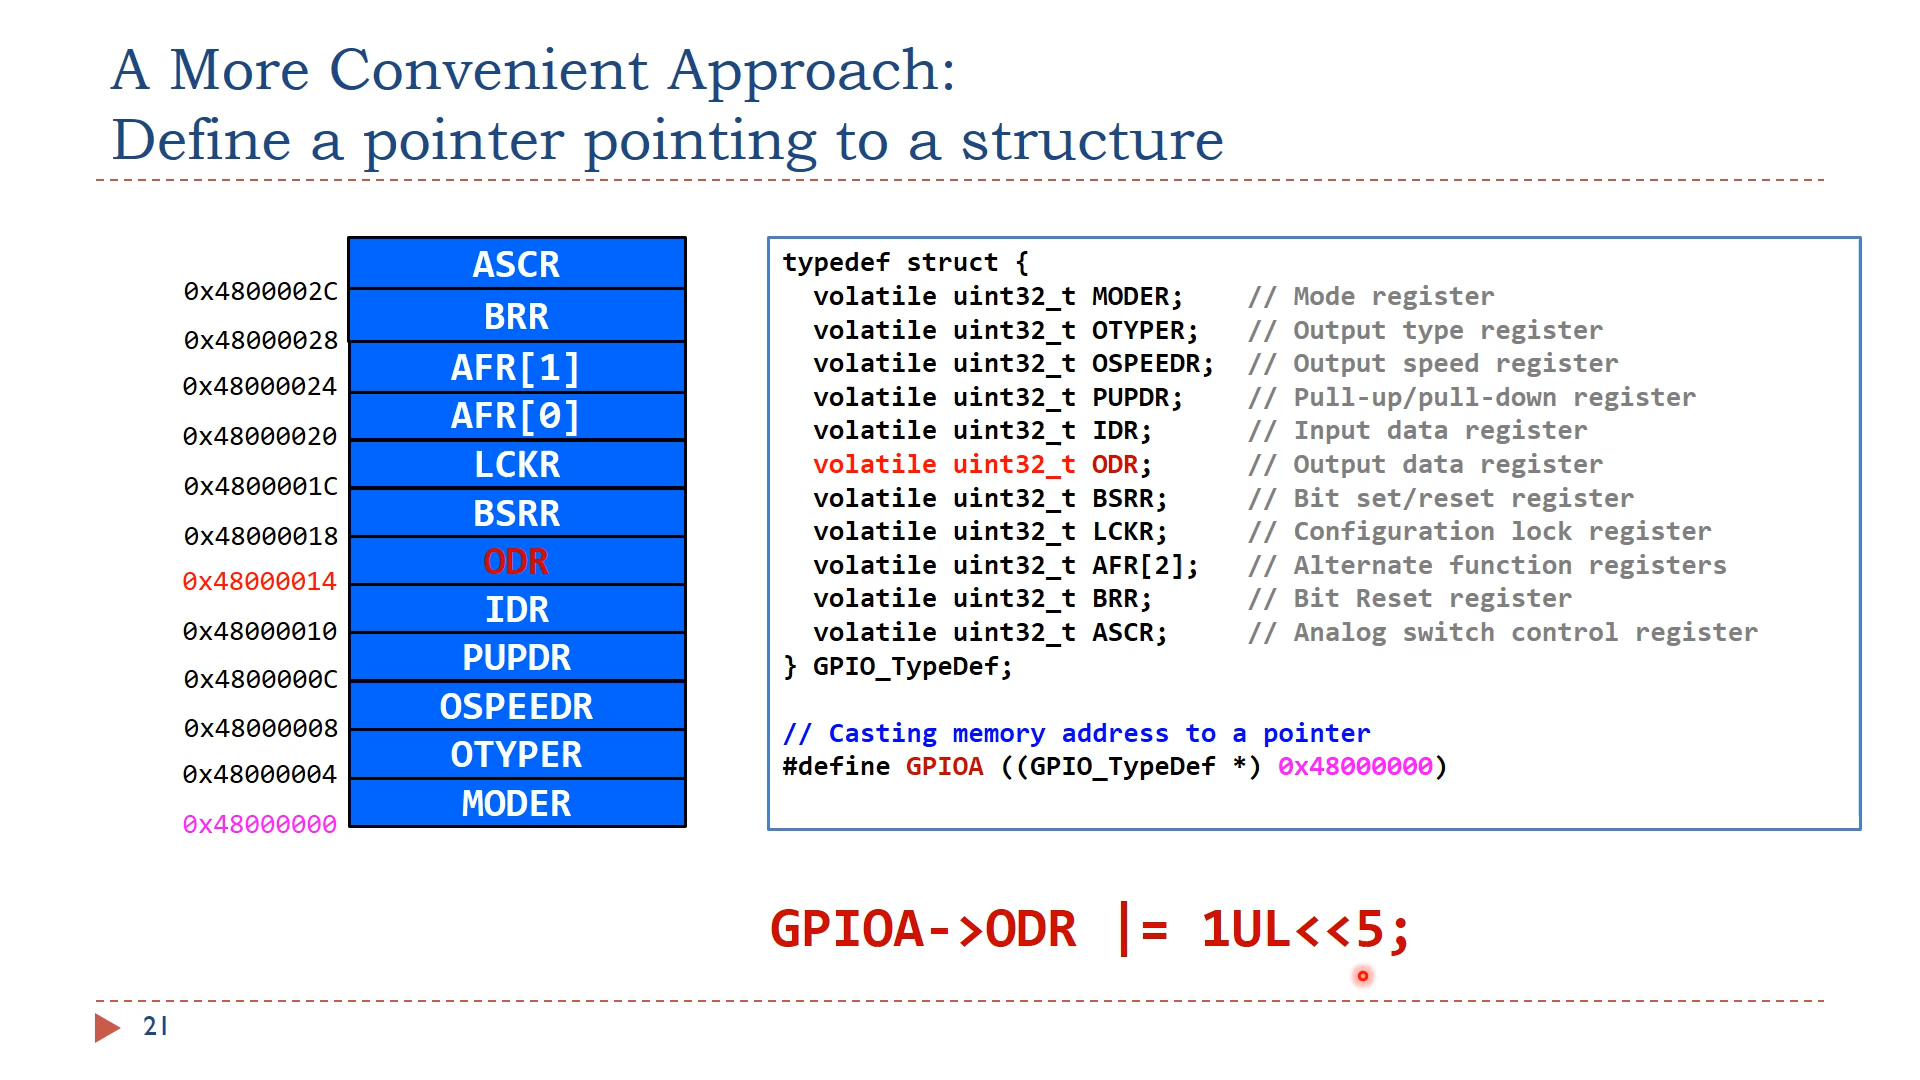 A More Convenient Approach:
Define a pointer pointing to a structure
ASCR
0x4800002C
BRR
0x48000028
AFR[1]
0x48000024
AFR[0]
0x48000020
LCKR
0x4800001C
BSRR
0x48000018
ODR
0x48000014
IDR
0x48000010
PUPDR
0x4800000C
OSPEEDR
0x48000008
OTYPER
0x48000004
MODER
0x48000000
typedef struct {
  volatile uint32_t MODER;    // Mode register
  volatile uint32_t OTYPER;   // Output type register
  volatile uint32_t OSPEEDR;  // Output speed register
  volatile uint32_t PUPDR;    // Pull-up/pull-down register
  volatile uint32_t IDR;      // Input data register
  volatile uint32_t ODR;      // Output data register
  volatile uint32_t BSRR;     // Bit set/reset register
  volatile uint32_t LCKR;     // Configuration lock register
  volatile uint32_t AFR[2];   // Alternate function registers
  volatile uint32_t BRR;      // Bit Reset register
  volatile uint32_t ASCR;     // Analog switch control register
} GPIO_TypeDef;
// Casting memory address to a pointer
#define GPIOA ((GPIO_TypeDef *) 0x48000000)
GPIOA->ODR |= 1UL<<5;
21